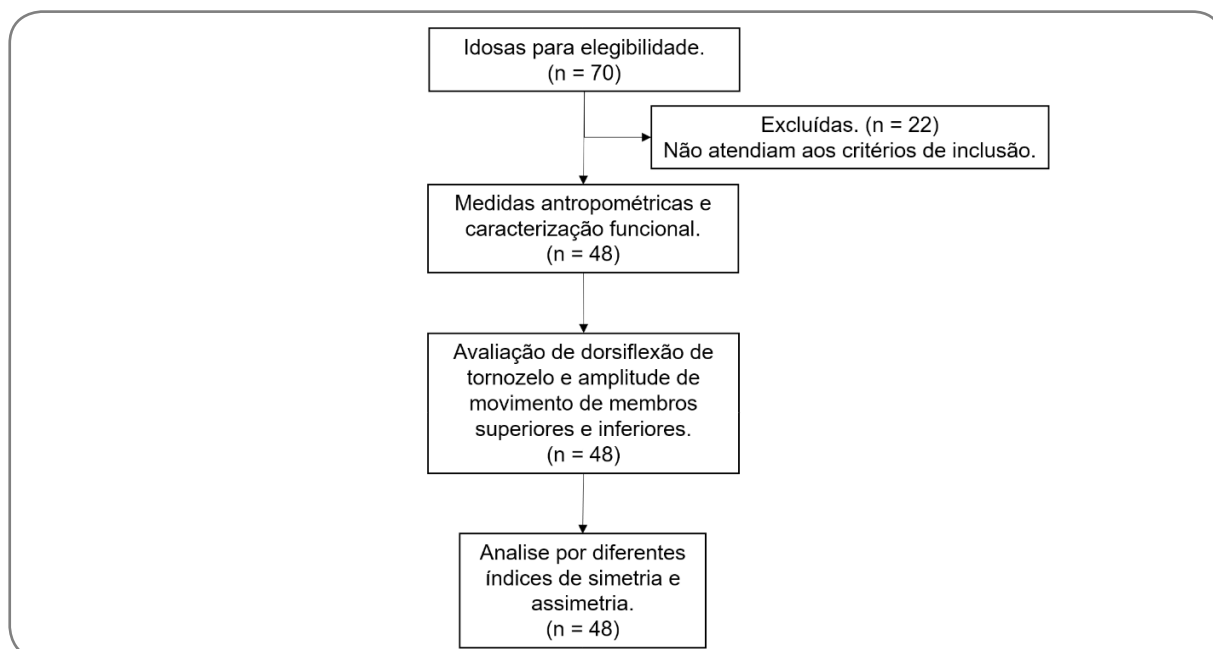 Idosas para elegibilidade.
(n = 70)
Excluídas. (n = 22)
Não atendiam aos critérios de inclusão.
Medidas antropométricas e
caracterização funcional.
(n = 48)
Avaliação de dorsiflexão de
tornozelo e amplitude de
movimento de membros
superiores e inferiores.
(n = 48)
Analise por diferentes
índices de simetria e
assimetria.
(n = 48)